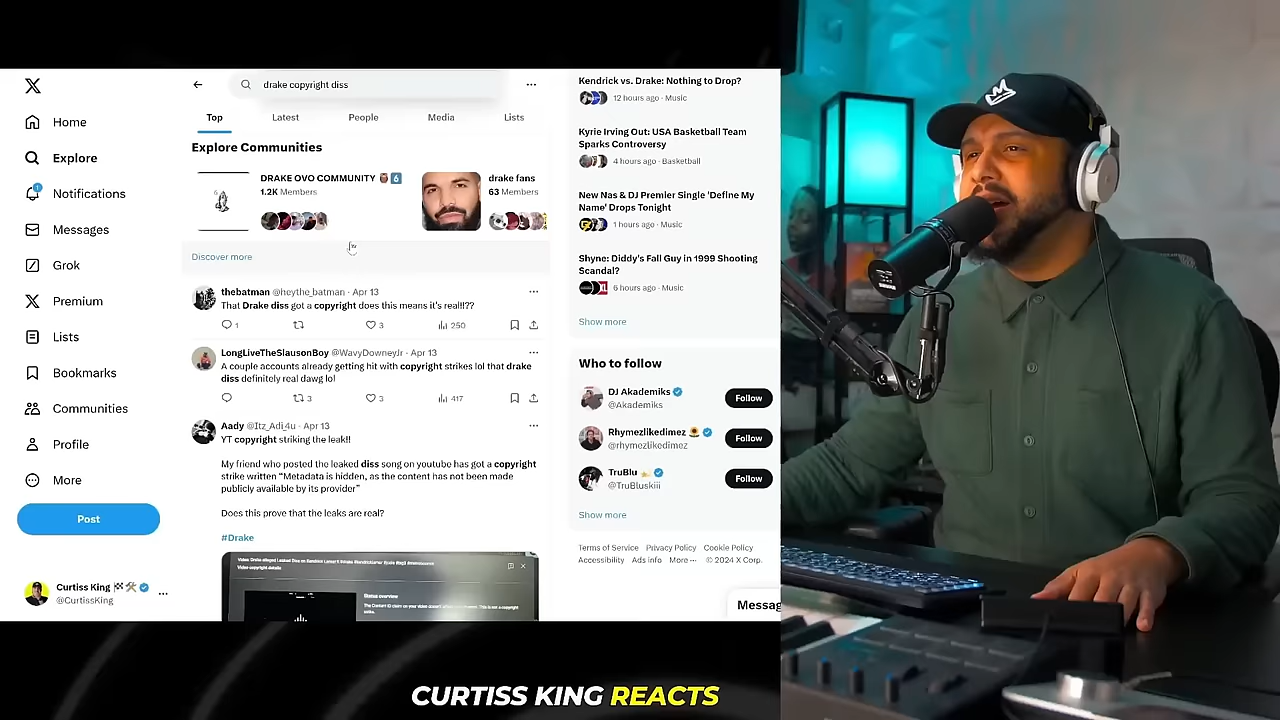 Home
Explore
1
Notifications
Messages
Grok
Premium
Lists
Bookmarks
Communities
Profile
More
Post
Curtiss King
@CurtissKing
drake copyright diss
Top
Latest
People
Media
Lists
Explore Communities
DRAKE OVO COMMUNITY 🦉6️⃣
1.2K Members
drake fans
63 Members
Discover more
thebatman @heythe_batman · Apr 13
That Drake diss got a copyright does this means it's real!!??
1
3
250
LongLiveTheSlausonBoy @WavyDowneyJr · Apr 13
A couple accounts already getting hit with copyright strikes lol that drake
diss definitely real dawg lol
3
3
417
Aady @Itz_Adi_4u · Apr 13
YT copyright striking the leak!!
My friend who posted the leaked diss song on youtube has got a copyright
strike written "Metadata is hidden, as the content has not been made
publicly available by its provider"
Does this prove that the leaks are real?
#Drake
Video copyright details
Status overview
Kendrick vs. Drake: Nothing to Drop?
12 hours ago · Music
Kyrie Irving Out: USA Basketball Team
Sparks Controversy
4 hours ago · Basketball
New Nas & DJ Premier Single 'Define My
Name' Drops Tonight
1 hours ago · Music
Shyne: Diddy's Fall Guy in 1999 Shooting
Scandal?
6 hours ago · Music
Show more
Who to follow
DJ Akademiks
@Akademiks
Follow
Rhymezlikedimez 🌻
@rhymezlikedimez
Follow
TruBlu
@TruBluskiii
Follow
Show more
Terms of Service Privacy Policy Cookie Policy
Accessibility Ads info More ··· © 2024 X Corp.
Messag
CURTISS KING REACTS